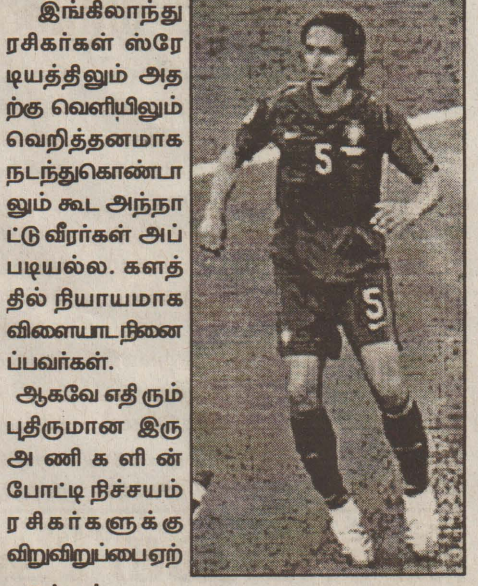 இங்கிலாந்து
ரசிகர்கள் ஸ்ரே
டியத்திலும் அத
ற்கு வெளியிலும்
வெறித்தனமாக
நடந்துகொண்டா
லும் கூட அந்நா
ட்டு வீரர்கள் அப்
படியல்ல. களத்
தில் நியாயமாக
விளையாட நினை
ப்பவர்கள்.
ஆகவே எதி ரும்
புதிருமான இரு
அ ணி க ளி ன்
போட்டி நிச்சயம்
ர சிகர்களு க்கு
விறுவிறுப்பை ஏற்
5
5